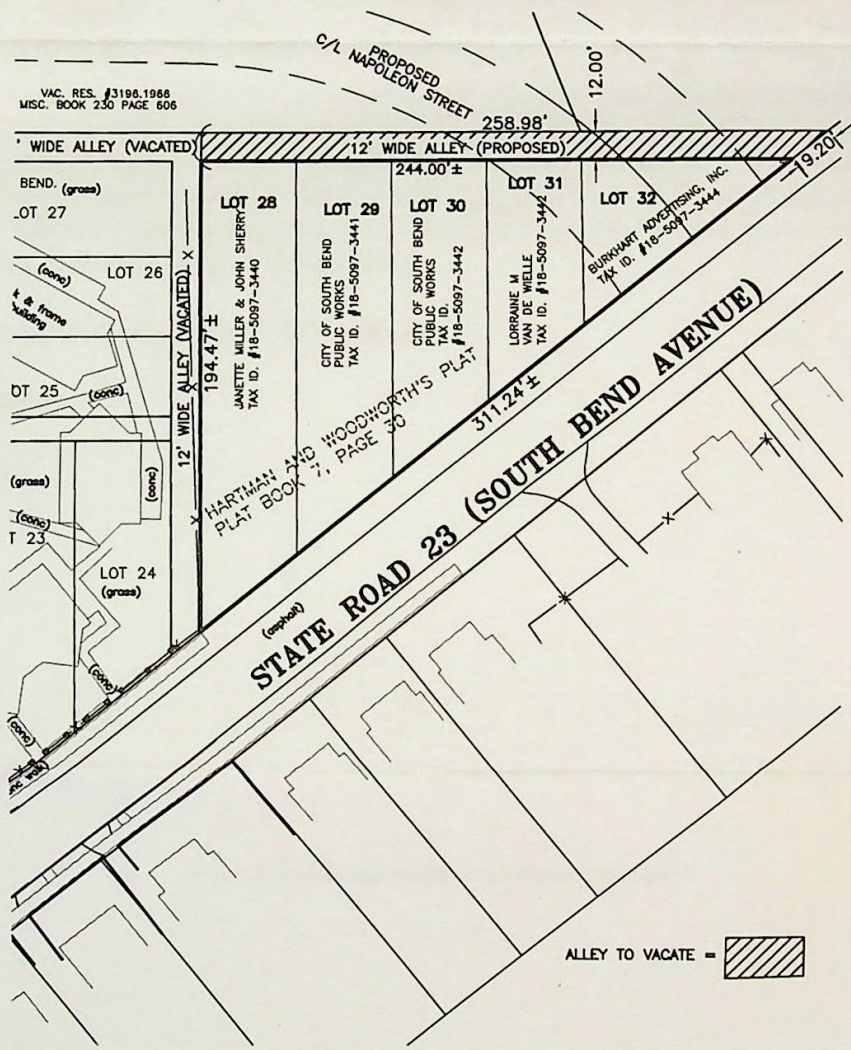 PROPOSED
C/L NAPOLEON STREET
12.00'
VAC. RES. #3196.1966
MISC. BOOK 230 PAGE 606
258.98'
' WIDE ALLEY (VACATED)
12' WIDE ALLEY (PROPOSED)
19.20'
244.00'±
BEND. (grass)
LOT 27
LOT 28
JANETTE MILLER & JOHN SHERRY
TAX ID. #18-5097-3440
LOT 29
CITY OF SOUTH BEND
PUBLIC WORKS
TAX ID. #18-5097-3441
LOT 30
CITY OF SOUTH BEND
PUBLIC WORKS
TAX ID.
#18-5097-3442
LOT 31
LORRAINE M
VAN DE WIELLE
TAX ID. #18-5097-3442
LOT 32
BURKHART ADVERTISING, INC.
TAX ID. #18-5097-3444
(conc)
LOT 26
k & frame
building
12' WIDE ALLEY (VACATED)
194.47'±
OT 25
(conc)
HARTMAN AND WOODWORTH'S PLAT
PLAT BOOK 7, PAGE 30
311.24'±
STATE ROAD 23 (SOUTH BEND AVENUE)
(grass)
(conc)
(conc)
T 23
LOT 24
(grass)
(asphalt)
(conc)
(conc)
nc walk)
ALLEY TO VACATE =